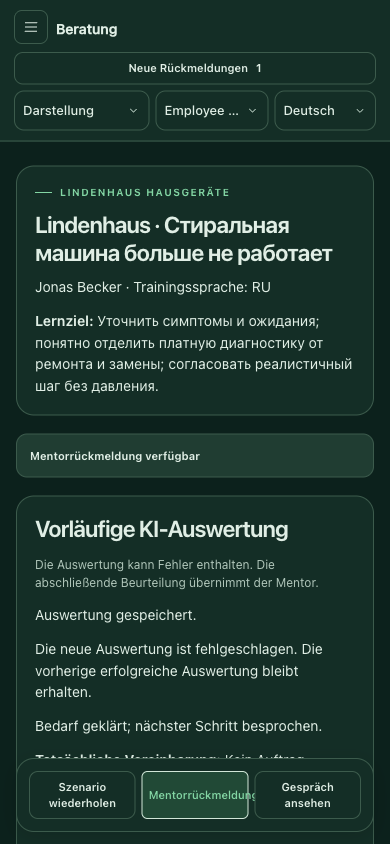 Beratung
Neue Rückmeldungen 1
Darstellung
Employee ...
Deutsch
LINDENHAUS HAUSGERÄTE
Lindenhaus · Стиральная
машина больше не работает
Jonas Becker · Trainingssprache: RU
Lernziel: Уточнить симптомы и ожидания;
понятно отделить платную диагностику от
ремонта и замены; согласовать реалистичный
шаг без давления.
Mentorrückmeldung verfügbar
Vorläufige KI-Auswertung
Die Auswertung kann Fehler enthalten. Die
abschließende Beurteilung übernimmt der Mentor.
Auswertung gespeichert.
Die neue Auswertung ist fehlgeschlagen. Die
vorherige erfolgreiche Auswertung bleibt
erhalten.
Bedarf geklärt; nächster Schritt besprochen.
Szenario
wiederholen
Mentorrückmeldung
Gespräch
ansehen